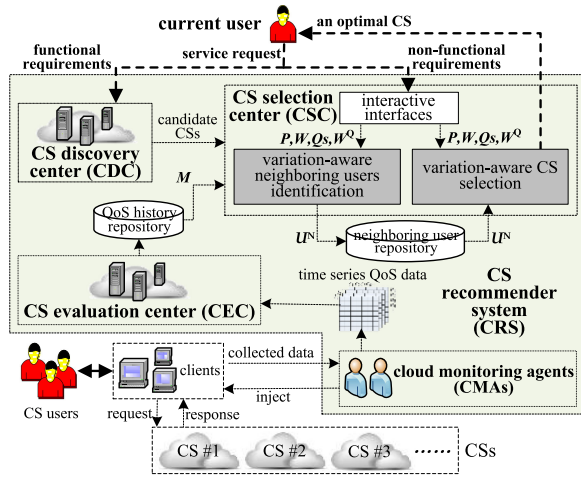 current user
an optimal CS
functional
requirements
service request
non-functional
requirements
CS selection
center (CSC)
interactive
interfaces
candidate
CSs
CS discovery
center (CDC)
P,W,Qs,W^Q
P,W,Qs,W^Q
variation-aware
neighboring users
identification
variation-aware CS
selection
M
QoS history
repository
U^N
neighboring user
repository
U^N
time series QoS data
CS evaluation center (CEC)
CS
recommender
system
(CRS)
collected data
clients
cloud monitoring agents
(CMAs)
inject
CS users
request
response
CS #1
CS #2
CS #3
……
CSs